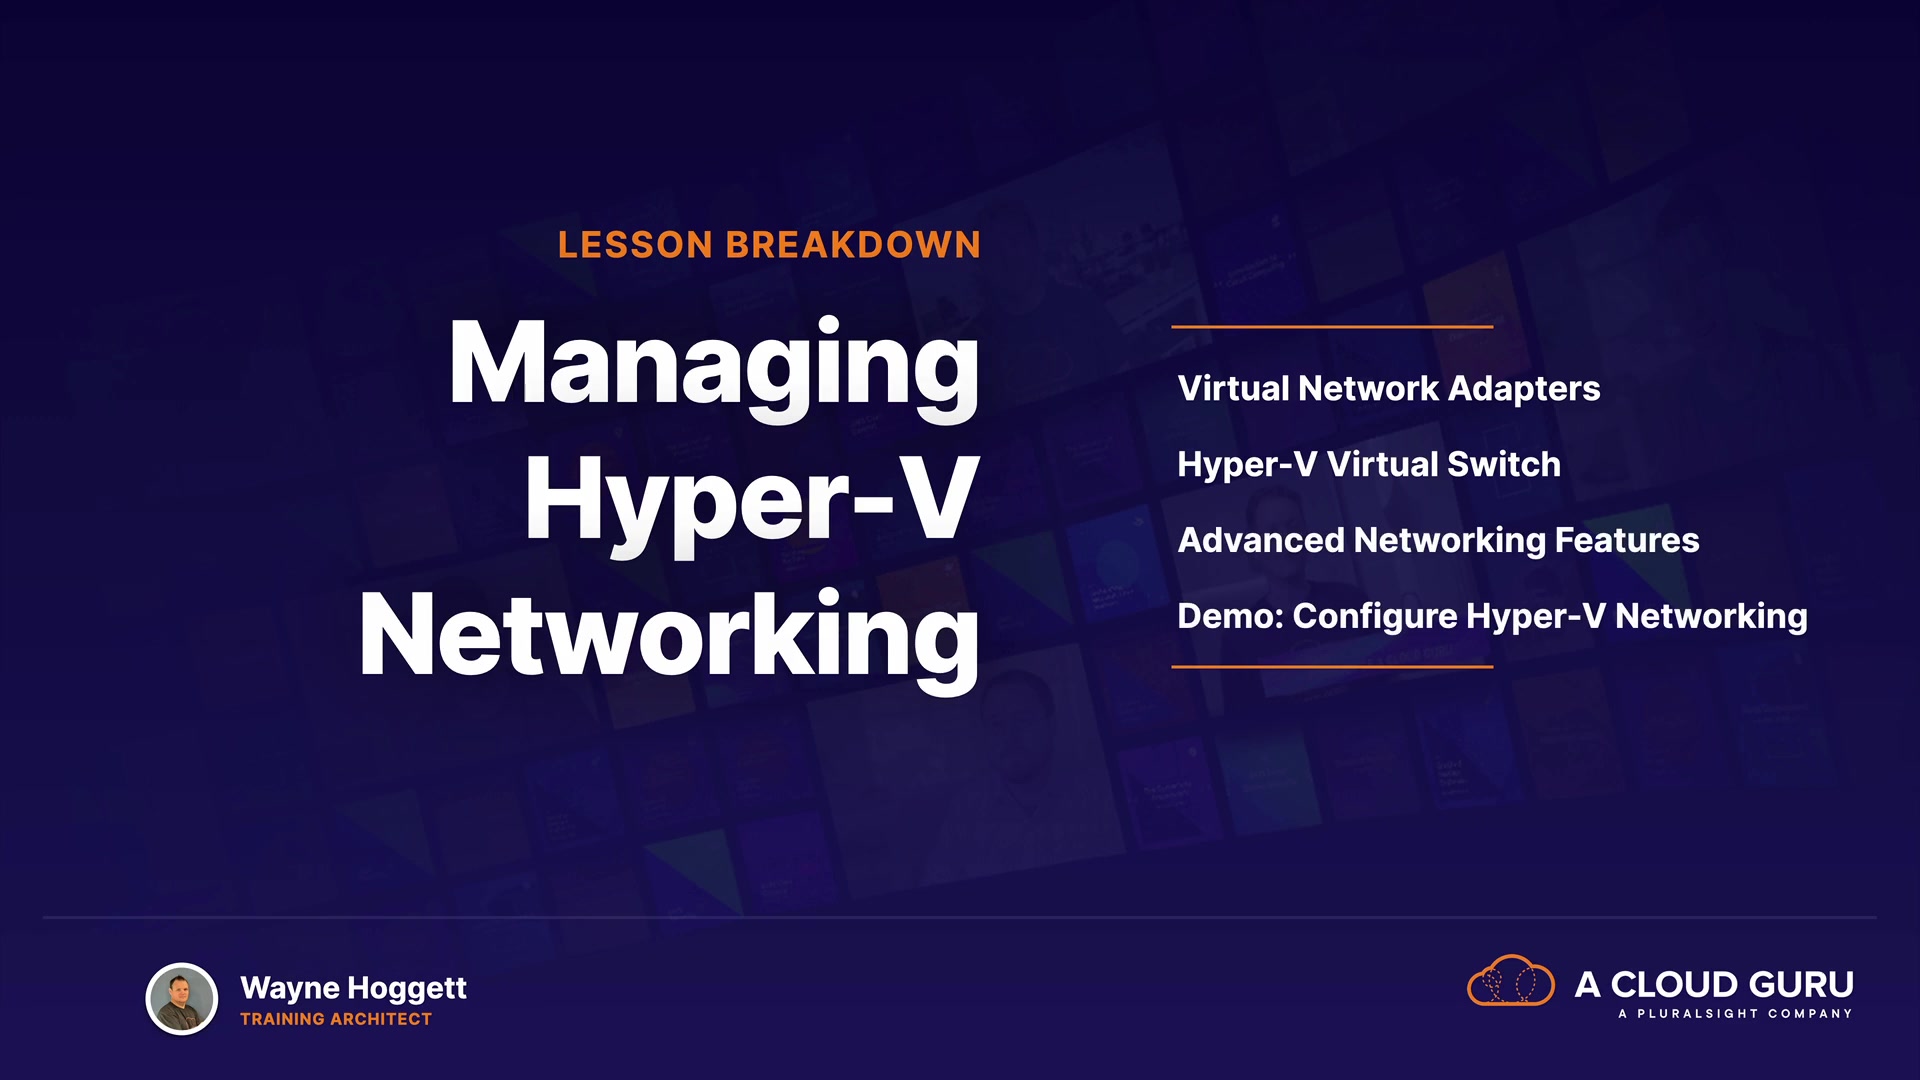 LESSON BREAKDOWN
Managing
Hyper-V
Networking
Virtual Network Adapters
Hyper-V Virtual Switch
Advanced Networking Features
Demo: Configure Hyper-V Networking
Wayne Hoggett
TRAINING ARCHITECT
A CLOUD GURU
A PLURALSIGHT COMPANY